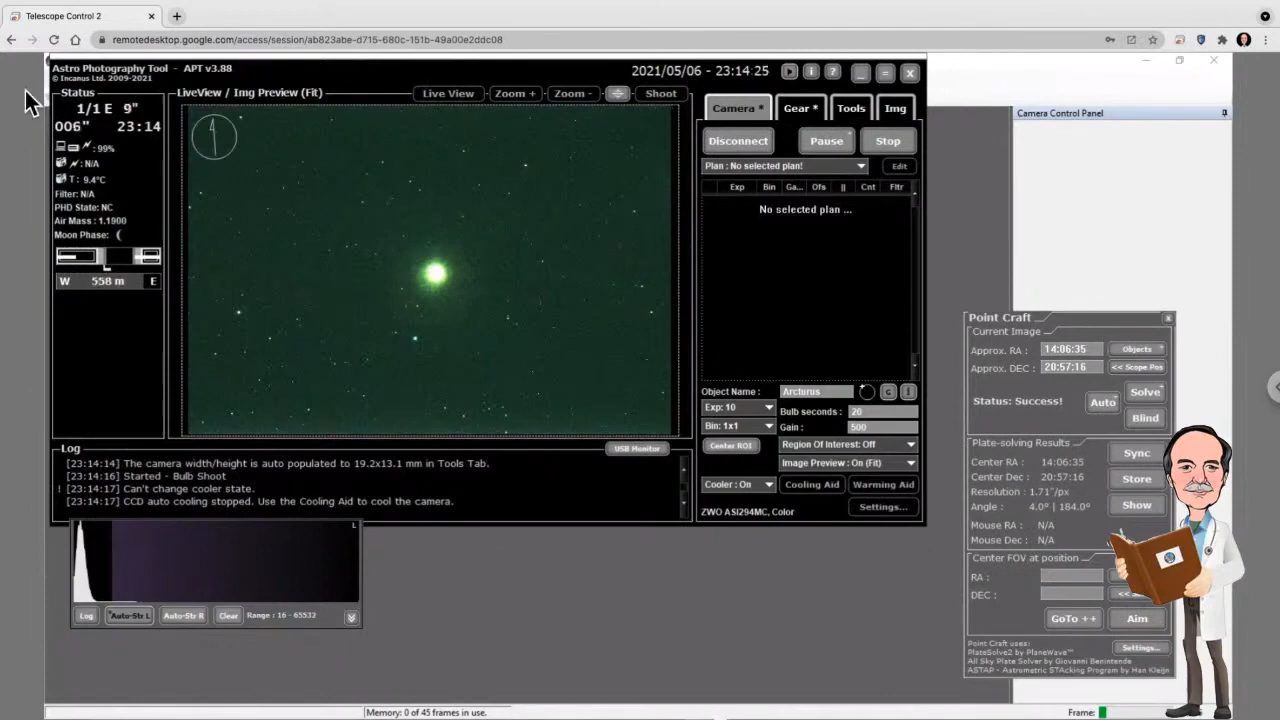 Telescope Control 2
remotedesktop.google.com/access/session/ab823abe-d715-680c-151b-49a00e2ddc08
Astro Photography Tool - APT v3.88
© Incanus Ltd. 2009-2021
2021/05/06 - 23:14:25
Status
1/1 E 9"
006" 23:14
: 99%
: N/A
T : 9.4°C
Filter: N/A
PHD State: NC
Air Mass : 1.1900
Moon Phase:
W 558 m E
LiveView / Img Preview (Fit)
Live View Zoom + Zoom - Shoot
Camera * Gear * Tools Img
Disconnect Pause Stop
Plan : No selected plan! Edit
Exp Bin Ga... Ofs || Cnt Fltr
No selected plan ...
Object Name : Arcturus
Exp: 10 Bulb seconds : 20
Bin: 1x1 Gain : 500
Center ROI Region Of Interest: Off
Image Preview : On (Fit)
Cooler : On Cooling Aid Warming Aid
ZWO ASI294MC, Color Settings...
Log USB Monitor
[23:14:14] The camera width/height is auto populated to 19.2x13.1 mm in Tools Tab.
[23:14:16] Started - Bulb Shoot
! [23:14:17] Can't change cooler state.
[23:14:17] CCD auto cooling stopped. Use the Cooling Aid to cool the camera.
L
Log *Auto-Str L Auto-Str R Clear Range : 16 - 65532
Camera Control Panel
Point Craft
Current Image
Approx. RA : 14:06:35 Objects
Approx. DEC : 20:57:16 << Scope Pos
Status: Success! Auto Solve
Blind
Plate-solving Results
Center RA : 14:06:35 Sync
Center Dec : 20:57:16
Resolution : 1.71"/px Store
Angle : 4.0° | 184.0° Show
Mouse RA : N/A
Mouse Dec : N/A
Center FOV at position
RA :
DEC : <<
GoTo ++ Aim
Point Craft uses: Settings...
PlateSolve2 by PlaneWave™
All Sky Plate Solver by Giovanni Benintende
ASTAP - Astrometric STAcking Program by Han Kleijn
Memory: 0 of 45 frames in use. Frame: